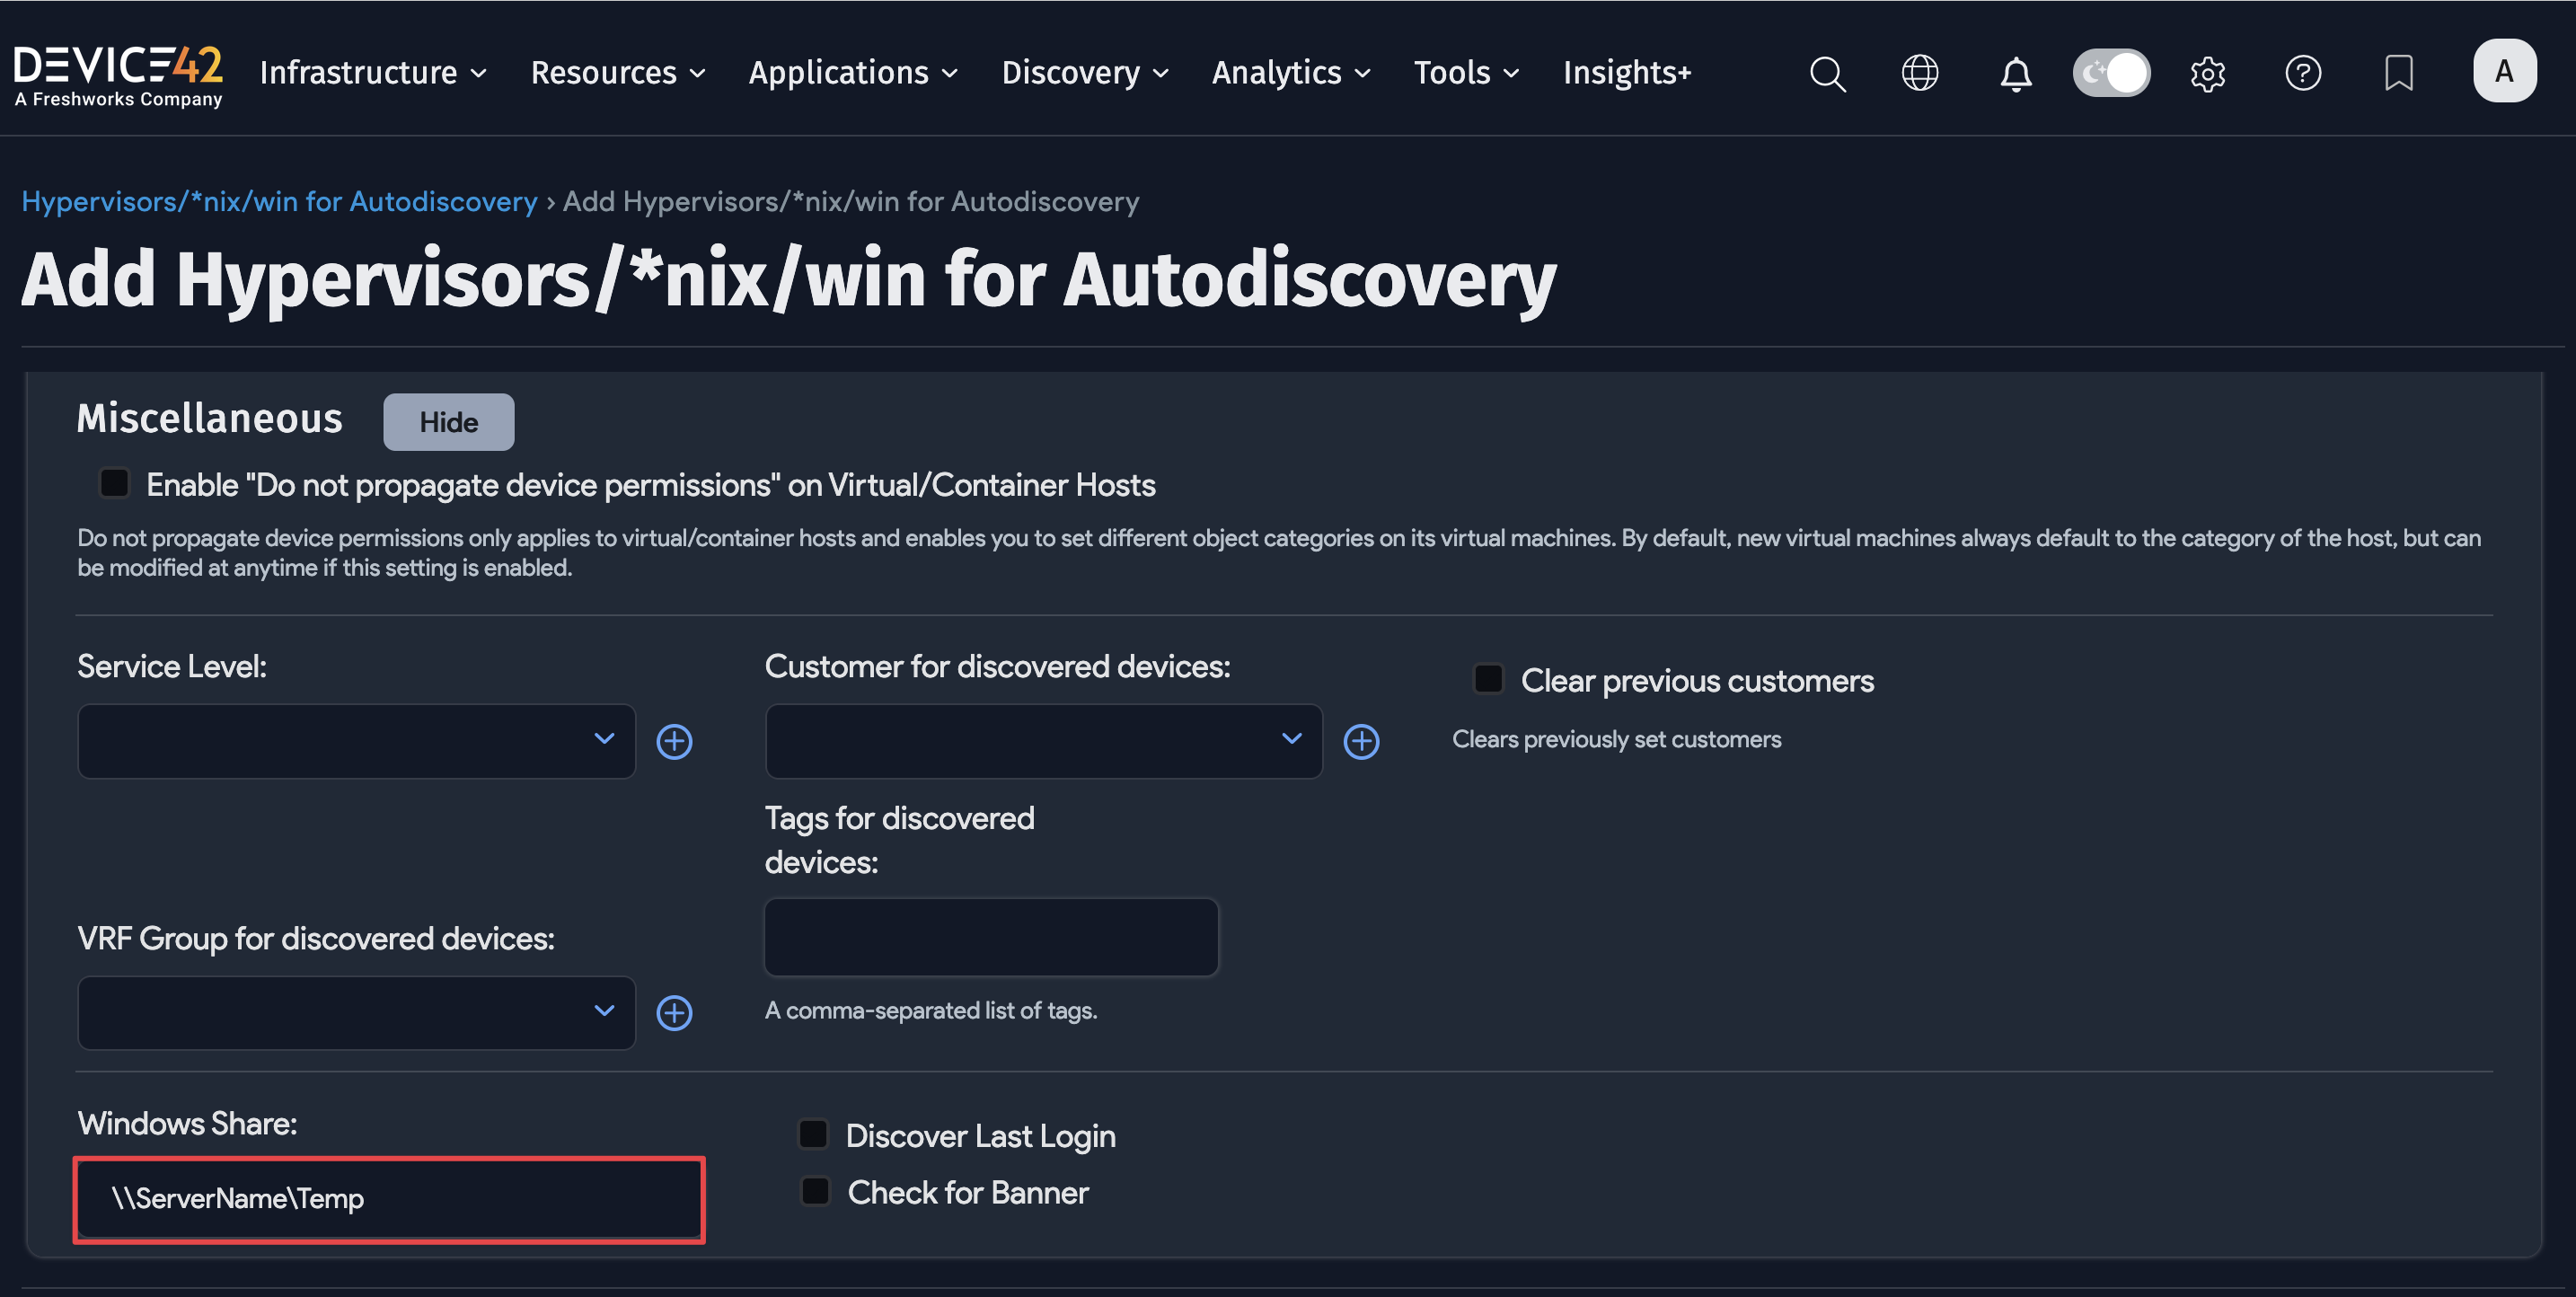 DEVICE42
A Freshworks Company
Infrastructure Resources Applications Discovery Analytics Tools Insights+
A
Hypervisors/*nix/win for Autodiscovery › Add Hypervisors/*nix/win for Autodiscovery
Add Hypervisors/*nix/win for Autodiscovery
Miscellaneous Hide
Enable "Do not propagate device permissions" on Virtual/Container Hosts
Do not propagate device permissions only applies to virtual/container hosts and enables you to set different object categories on its virtual machines. By default, new virtual machines always default to the category of the host, but can
be modified at anytime if this setting is enabled.
Service Level:
Customer for discovered devices:
Clear previous customers
Clears previously set customers
Tags for discovered
devices:
VRF Group for discovered devices:
A comma-separated list of tags.
Windows Share:
\\ServerName\Temp
Discover Last Login
Check for Banner